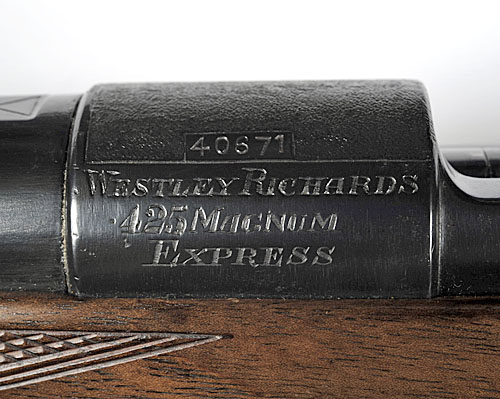 40671
WESTLEY RICHARDS
.425 MAGNUM
EXPRESS